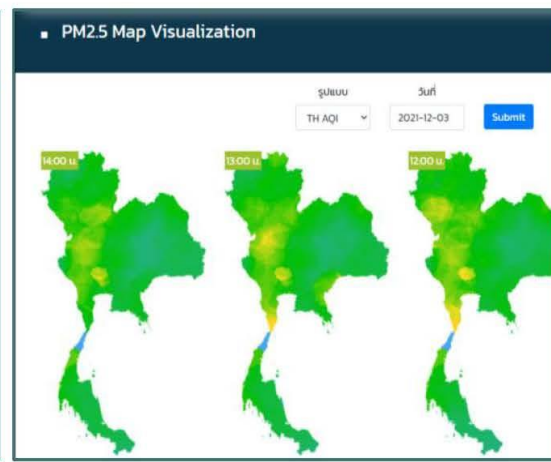 ▪ PM2.5 Map Visualization
รูปแบบ วันที่
TH AQI 2021-12-03 Submit
14:00 น. 13:00 น. 12:00 น.